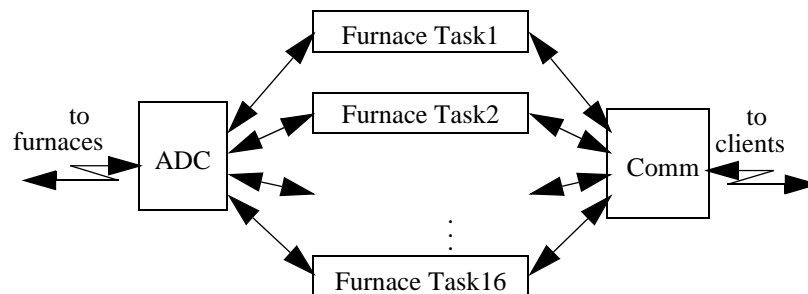 Furnace Task1
to
furnaces
ADC
Furnace Task2
Comm
to
clients
Furnace Task16